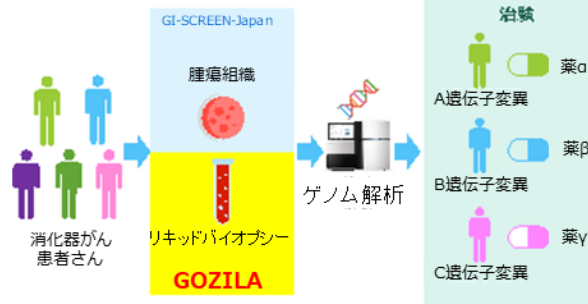 GI-SCREEN-Japan
腫瘍組織
リキッドバイオプシー
GOZILA
消化器がん
患者さん
ゲノム解析
治験
薬α
A遺伝子変異
薬β
B遺伝子変異
薬γ
C遺伝子変異